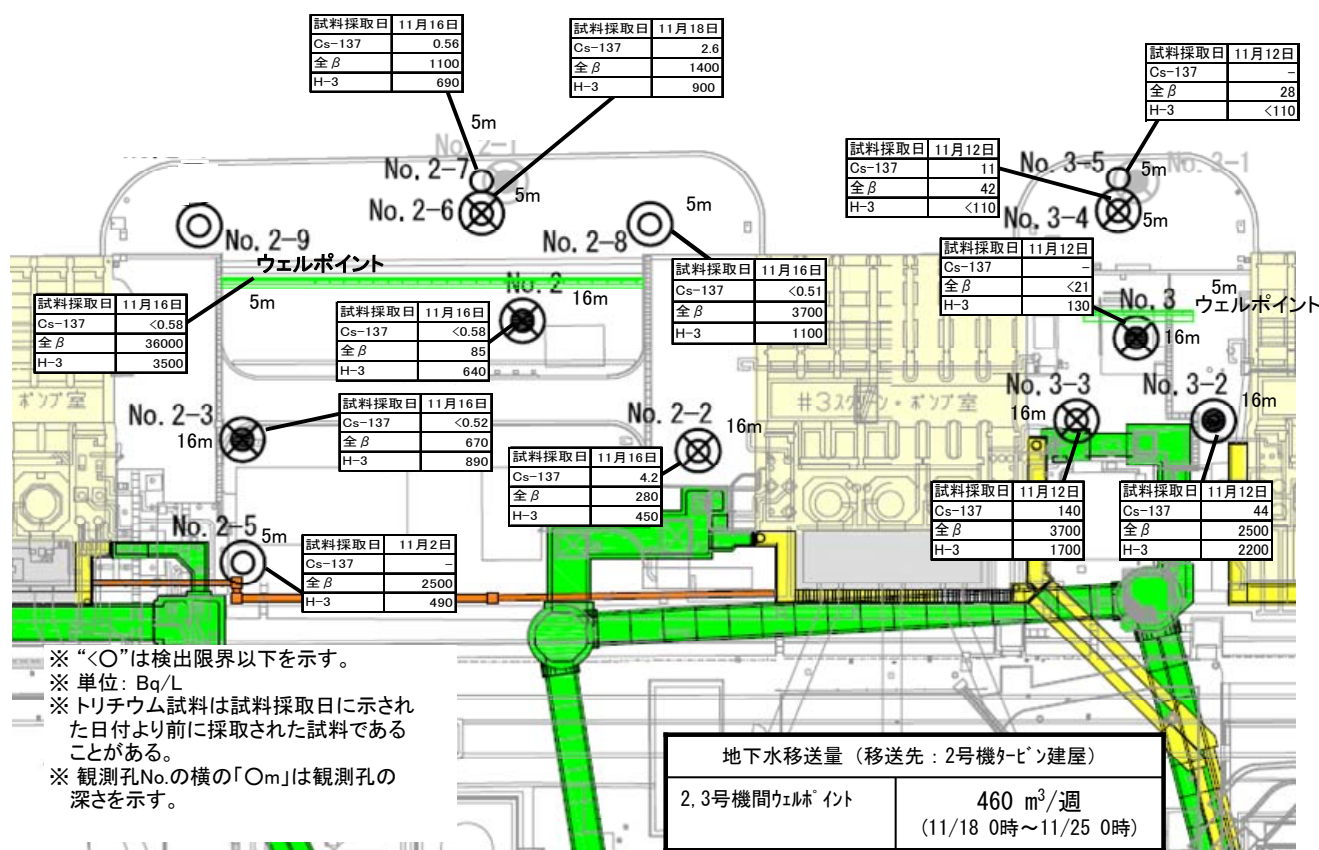 試料採取日 11月16日
Cs-137 0.56
全β 1100
H-3 690
試料採取日 11月18日
Cs-137 2.6
全β 1400
H-3 900
試料採取日 11月12日
Cs-137 -
全β 28
H-3 <110
5m
No. 2-1
No. 2-7
5m
No. 2-6
試料採取日 11月12日
Cs-137 11
全β 42
H-3 <110
No. 3-5
5m
No. 3-1
No. 3-4
5m
No. 2-9
No. 2-8
5m
ウェルポイント
5m
試料採取日 11月16日
Cs-137 <0.58
全β 36000
H-3 3500
No. 2
16m
試料採取日 11月16日
Cs-137 <0.58
全β 85
H-3 640
試料採取日 11月16日
Cs-137 <0.51
全β 3700
H-3 1100
試料採取日 11月12日
Cs-137 -
全β <21
H-3 130
5m
ウェルポイント
No. 3
16m
ポンプ室
No. 2-3
16m
試料採取日 11月16日
Cs-137 <0.52
全β 670
H-3 890
No. 2-2
16m
試料採取日 11月16日
Cs-137 4.2
全β 280
H-3 450
#3スクリーン・ポンプ室
No. 3-3
16m
No. 3-2
16m
試料採取日 11月12日
Cs-137 140
全β 3700
H-3 1700
試料採取日 11月12日
Cs-137 44
全β 2500
H-3 2200
No. 2-5
5m
試料採取日 11月2日
Cs-137 -
全β 2500
H-3 490
※ “<〇”は検出限界以下を示す。
※ 単位: Bq/L
※ トリチウム試料は試料採取日に示され
た日付より前に採取された試料である
ことがある。
※ 観測孔No.の横の「〇m」は観測孔の
深さを示す。
地下水移送量（移送先：2号機タービン建屋）
2,3号機間ウェルポイント
460 m³/週
(11/18 0時～11/25 0時)